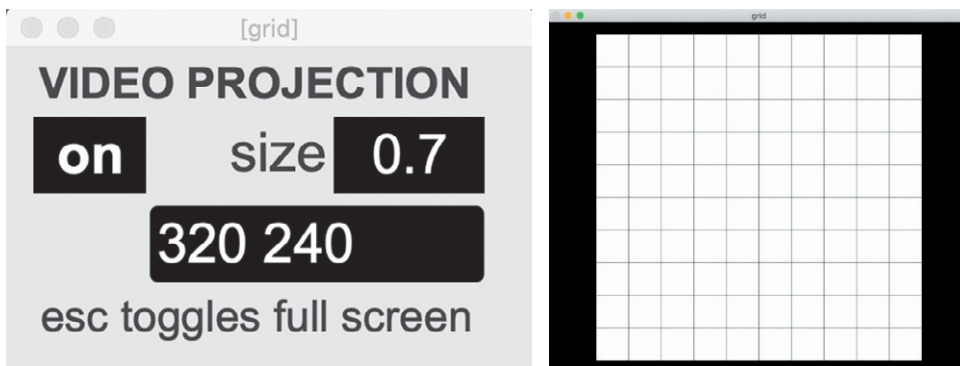 [grid]
VIDEO PROJECTION
on size 0.7
320 240
esc toggles full screen
grid